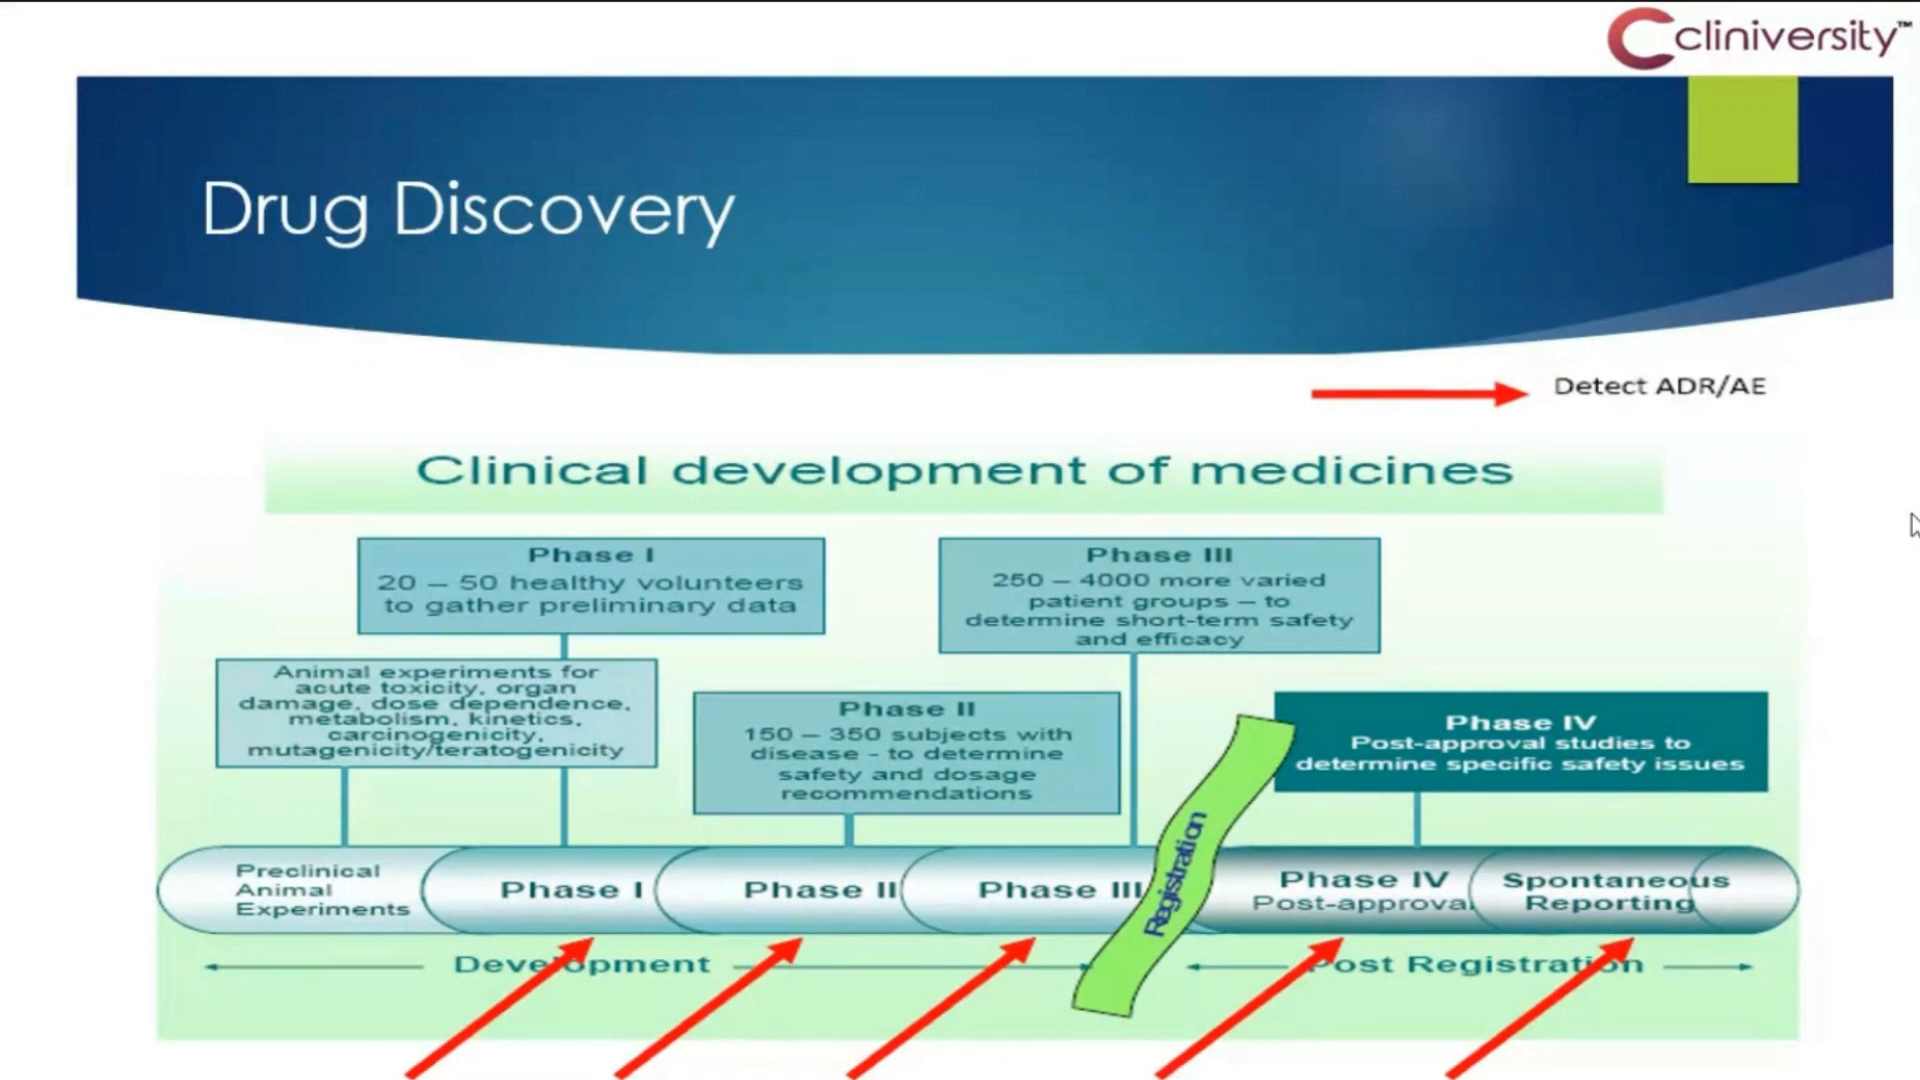 cliniversity™
Drug Discovery
Detect ADR/AE
Clinical development of medicines
Phase I
20 – 50 healthy volunteers
to gather preliminary data
Phase III
250 – 4000 more varied
patient groups – to
determine short-term safety
and efficacy
Animal experiments for
acute toxicity, organ
damage, dose dependence,
metabolism, kinetics,
carcinogenicity,
mutagenicity/teratogenicity
Phase II
150 – 350 subjects with
disease - to determine
safety and dosage
recommendations
Phase IV
Post-approval studies to
determine specific safety issues
Preclinical
Animal
Experiments
Phase I
Phase II
Phase III
Registration
Phase IV
Post-approval
Spontaneous
Reporting
Development
Post Registration